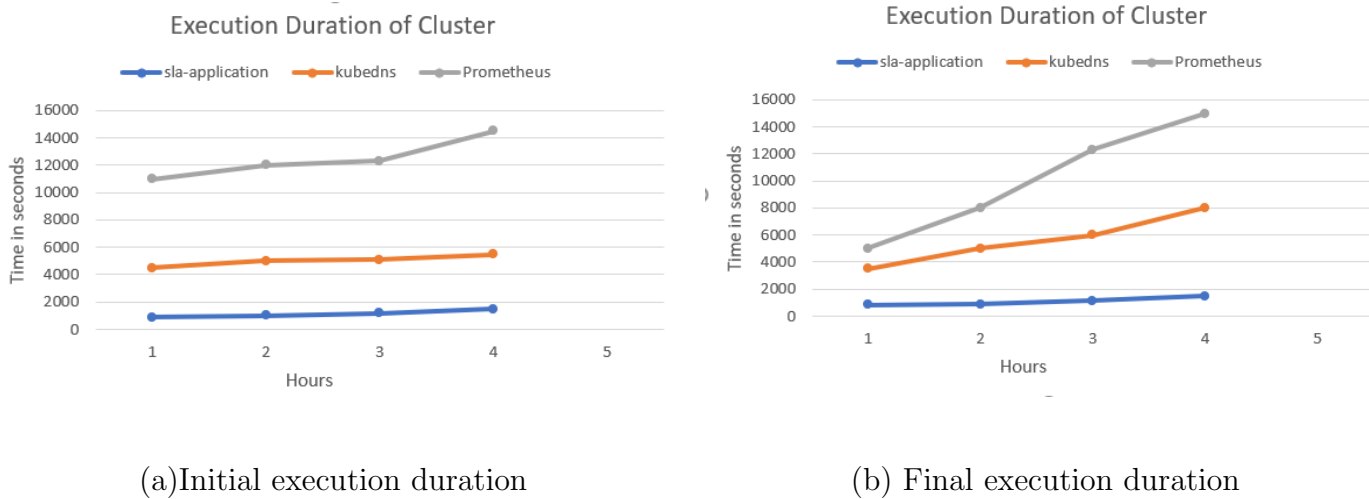 Execution Duration of Cluster
sla-application kubedns Prometheus
16000
14000
12000
10000
8000
6000
4000
2000
0
Time in seconds
1 2 3 4 5
Hours
(a)Initial execution duration
Execution Duration of Cluster
sla-application kubedns Prometheus
16000
14000
12000
10000
8000
6000
4000
2000
0
Time in seconds
1 2 3 4 5
Hours
(b) Final execution duration